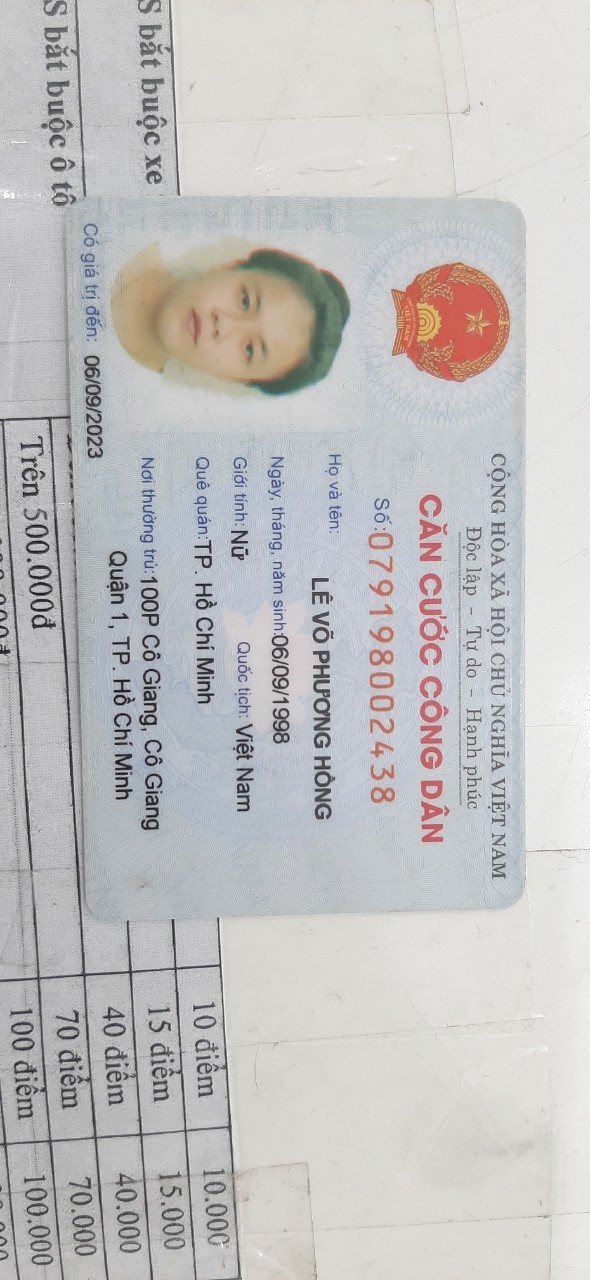 CỘNG HÒA XÃ HỘI CHỦ NGHĨA VIỆT NAM
Độc lập - Tự do - Hạnh phúc
CĂN CƯỚC CÔNG DÂN
Số: 079198002438
Họ và tên:
LÊ VÕ PHƯƠNG HỒNG
Ngày, tháng, năm sinh: 06/09/1998
Giới tính: Nữ Quốc tịch: Việt Nam
Quê quán: TP. Hồ Chí Minh
Nơi thường trú: 100P Cô Giang, Cô Giang
Quận 1, TP. Hồ Chí Minh
Có giá trị đến: 06/09/2023
S bắt buộc xe
S bắt buộc ô tô
10 điểm 10.000
15 điểm 15.000
40 điểm 40.000
70 điểm 70.000
Trên 500.000đ 100 điểm 100.000